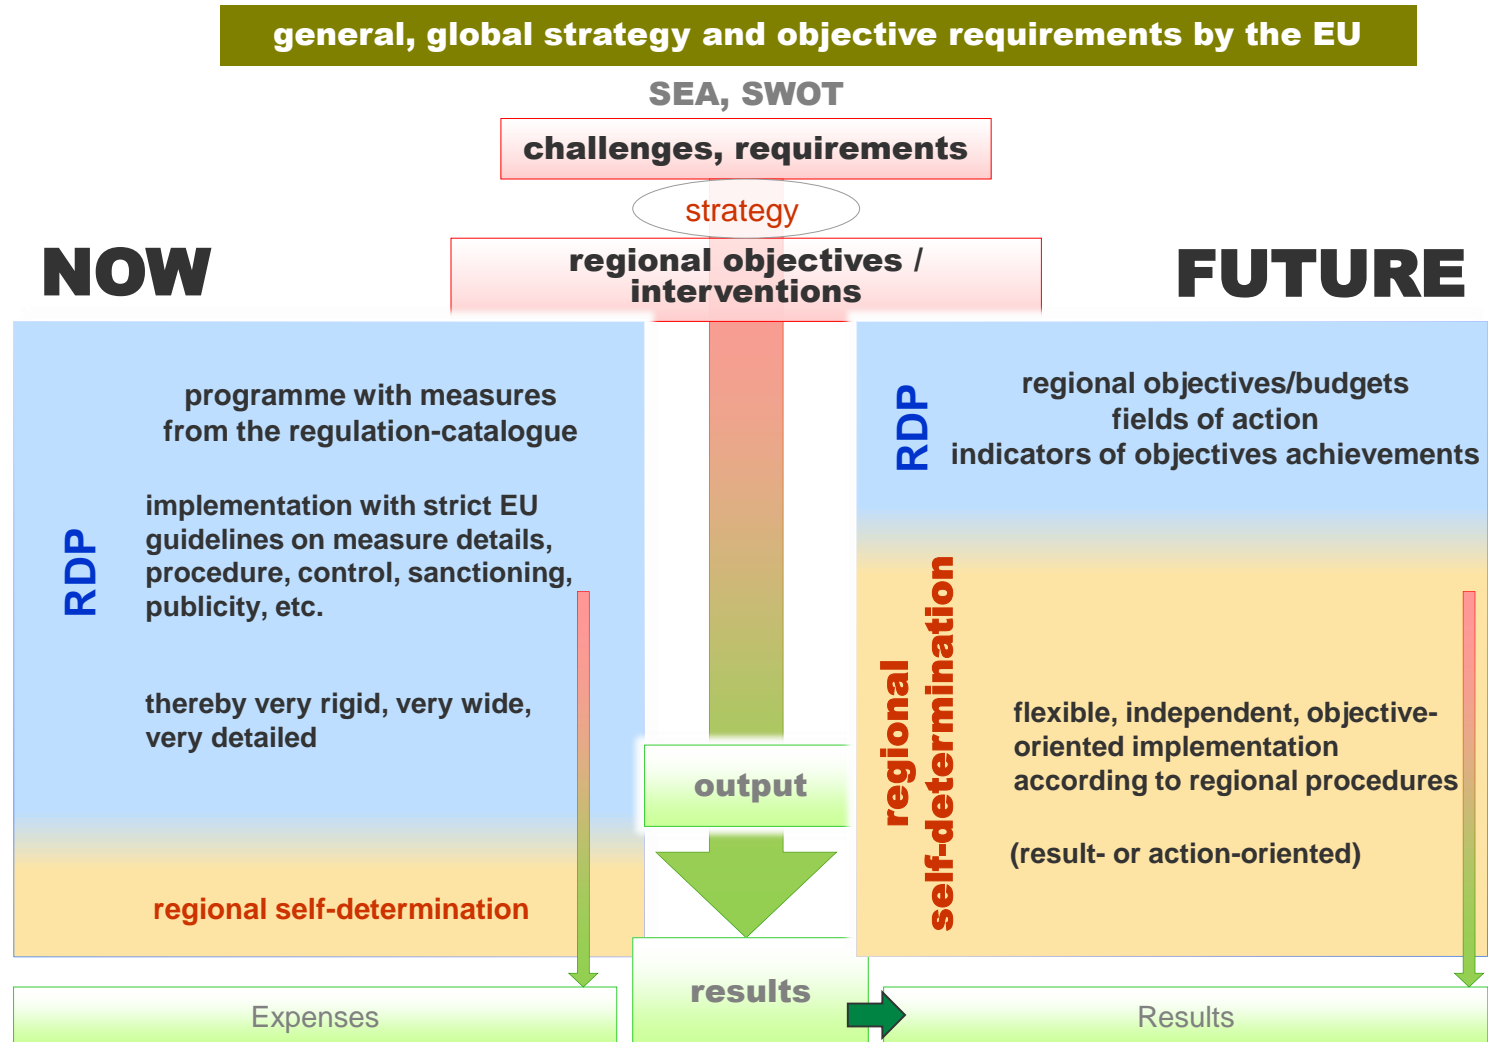 general, global strategy and objective requirements by the EU
SEA, SWOT
challenges, requirements
strategy
regional objectives /
interventions
NOW
FUTURE
RDP
programme with measures
from the regulation-catalogue
implementation with strict EU
guidelines on measure details,
procedure, control, sanctioning,
publicity, etc.
thereby very rigid, very wide,
very detailed
regional self-determination
Expenses
output
results
RDP
regional objectives/budgets
fields of action
indicators of objectives achievements
regional
self-determination
flexible, independent, objective-
oriented implementation
according to regional procedures
(result- or action-oriented)
Results